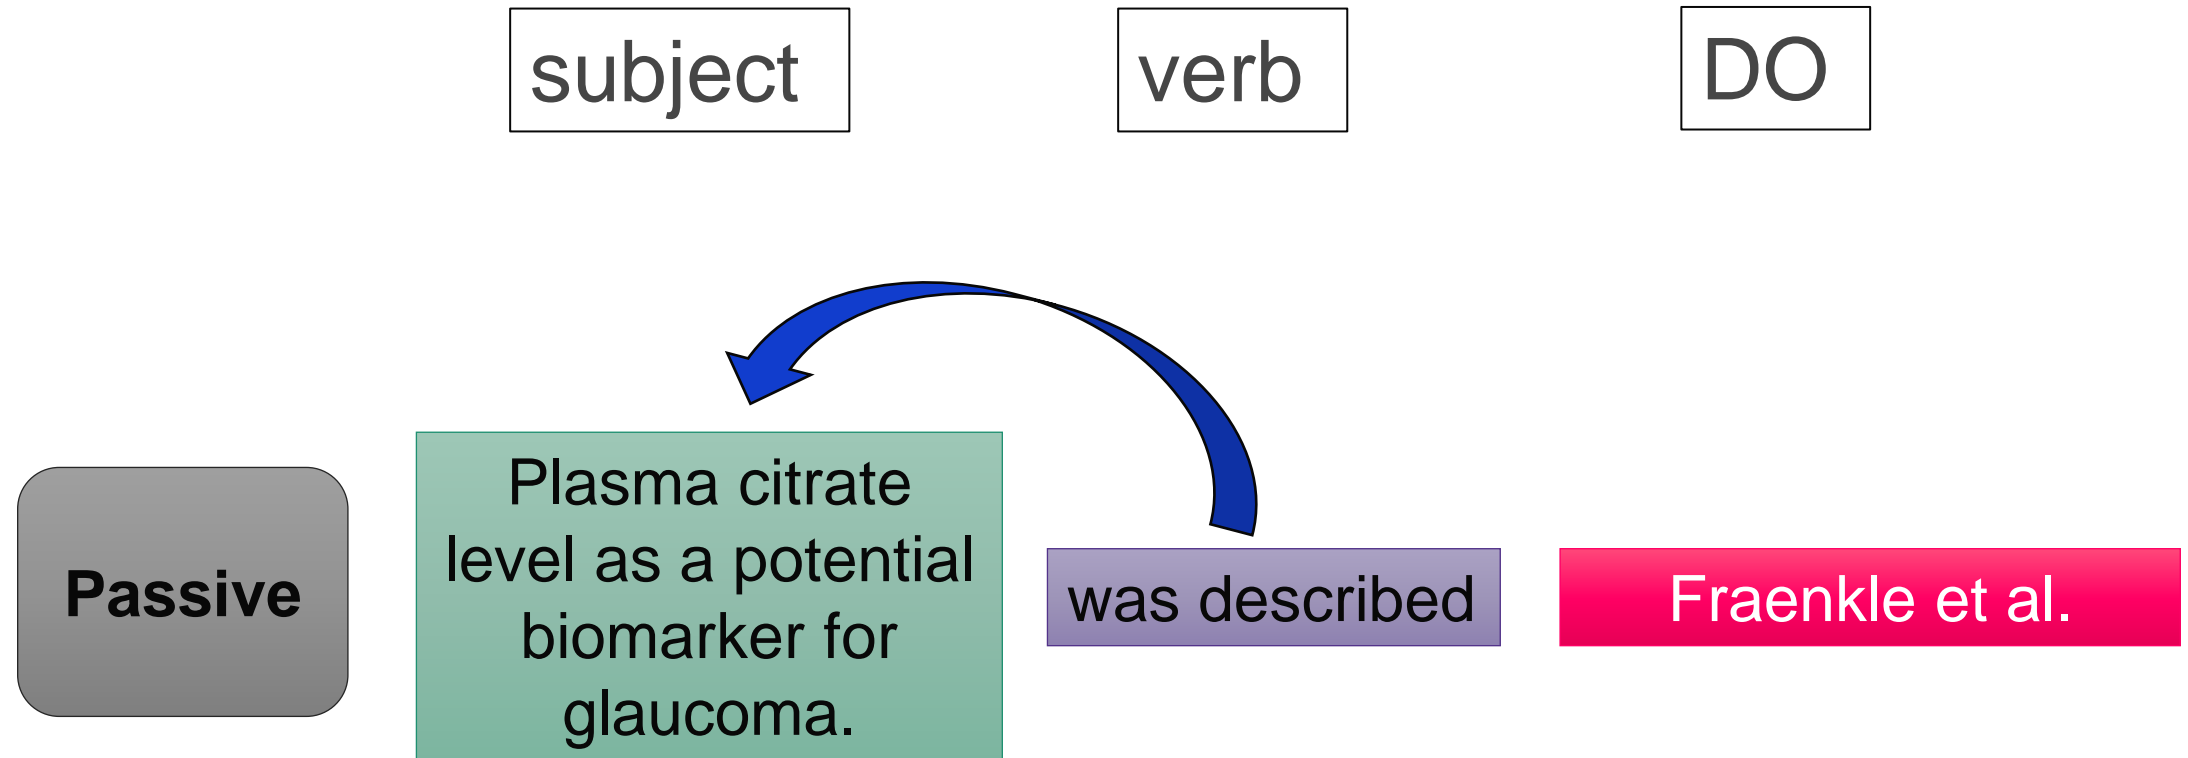 subject
verb
DO
Passive
Plasma citrate
level as a potential
biomarker for
glaucoma.
was described
Fraenkle et al.